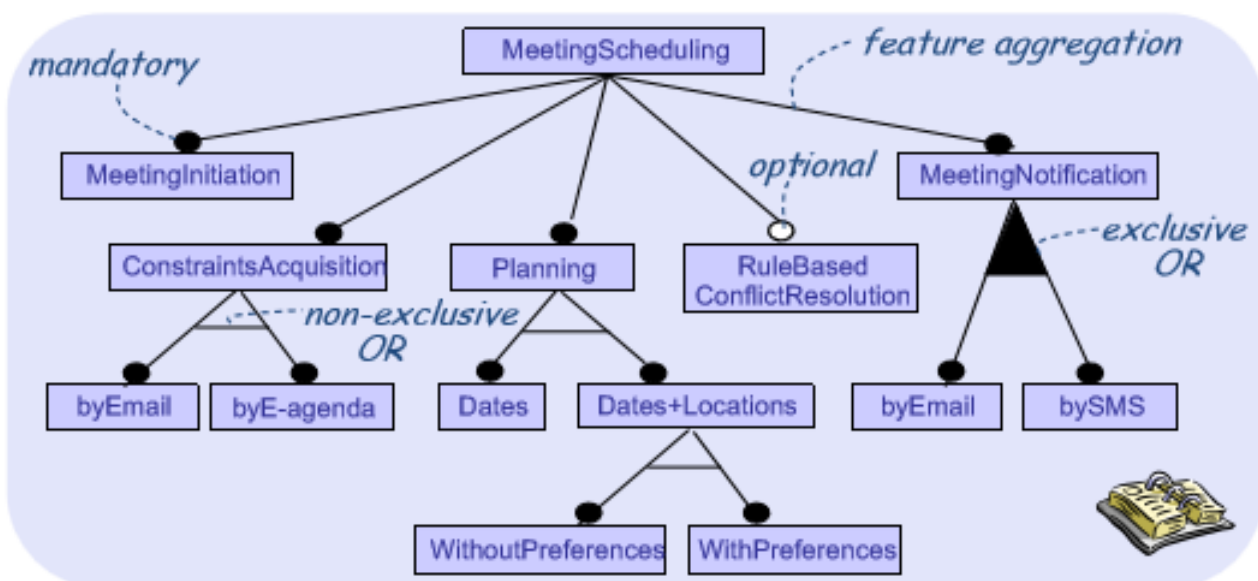 MeetingScheduling
feature aggregation
mandatory
MeetingInitiation
optional
MeetingNotification
ConstraintsAcquisition
Planning
RuleBased
ConflictResolution
exclusive
OR
non-exclusive
OR
byEmail
byE-agenda
Dates
Dates+Locations
byEmail
bySMS
WithoutPreferences
WithPreferences